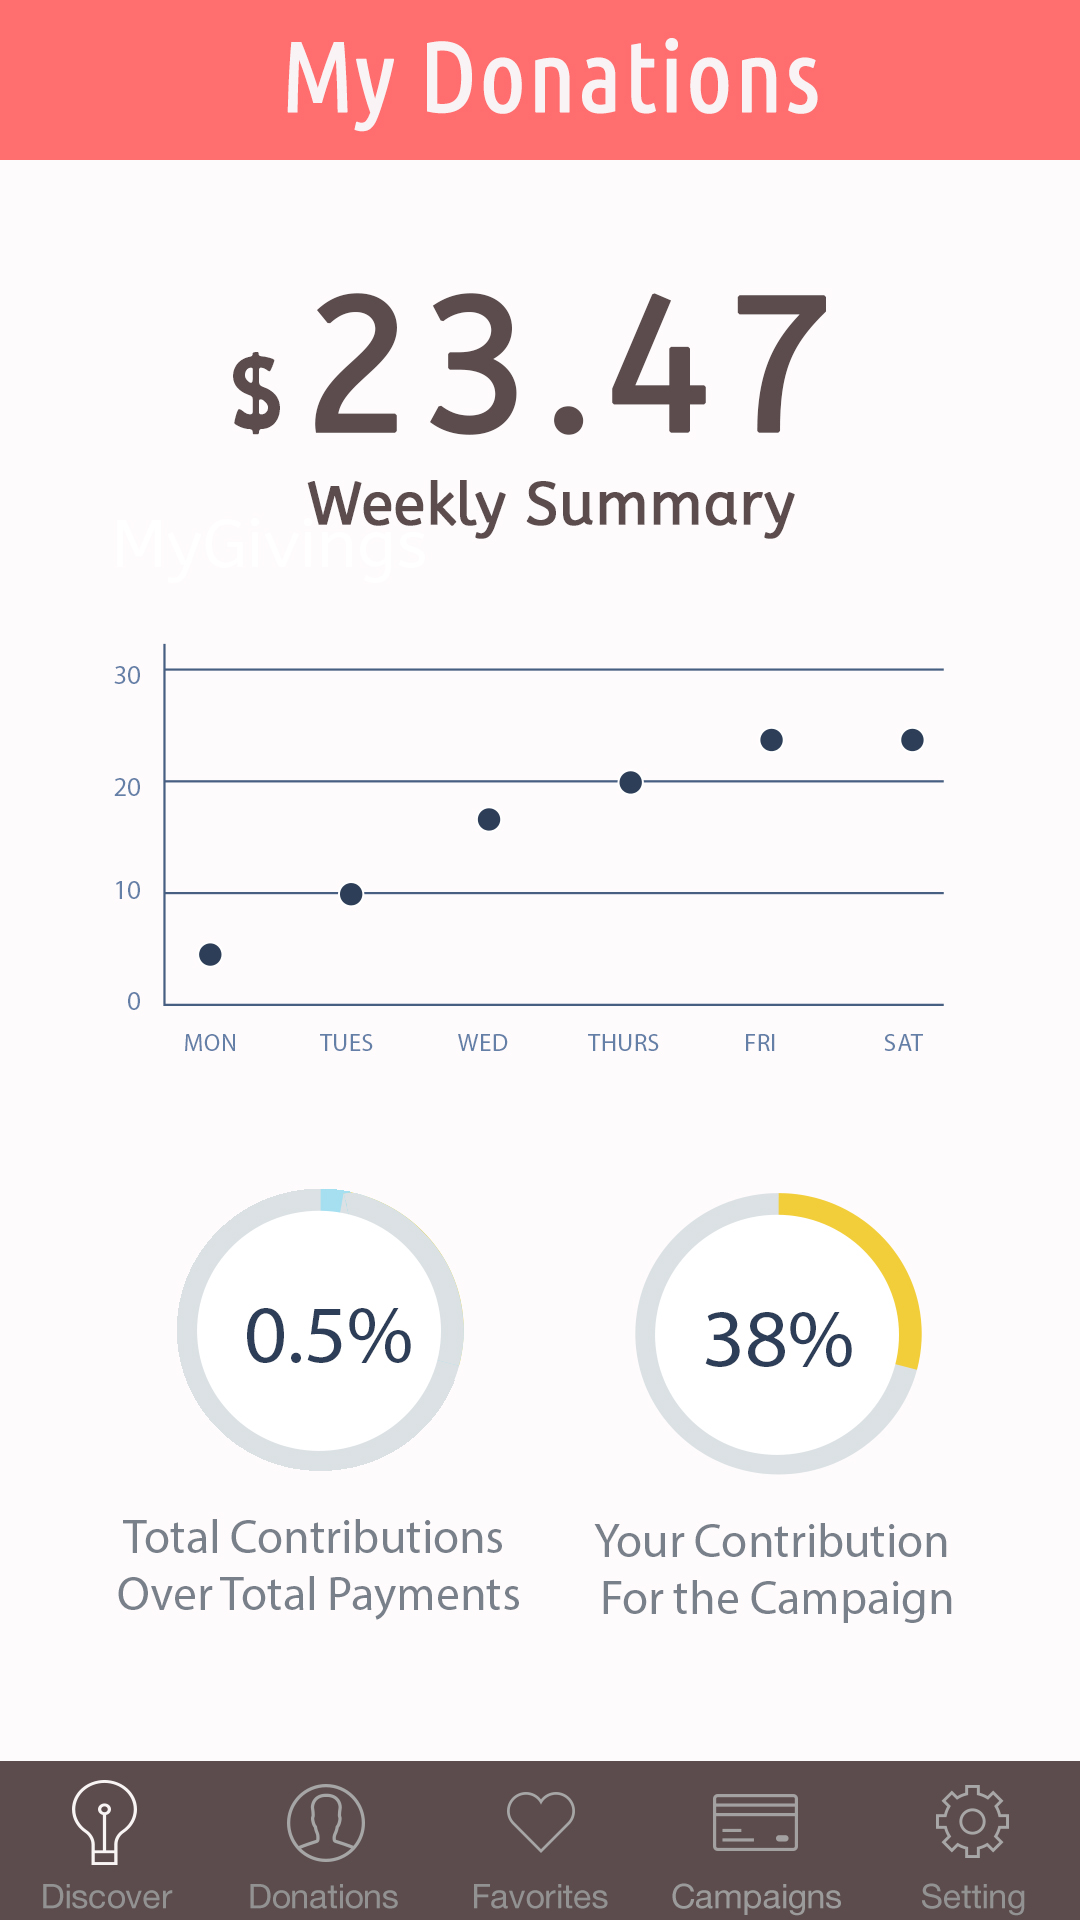 My Donations
$23.47
Weekly Summary
MyGivings
30
20
10
0
MON TUES WED THURS FRI SAT
0.5%
38%
Total Contributions
Over Total Payments
Your Contribution
For the Campaign
Discover Donations Favorites Campaigns Setting